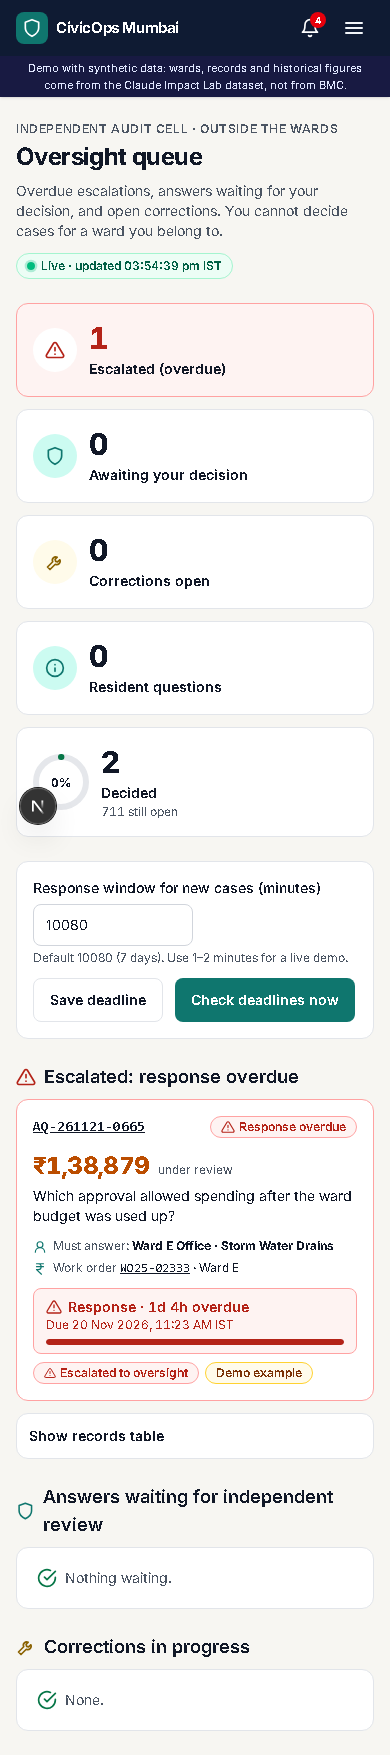 CivicOps Mumbai
4
Demo with synthetic data: wards, records and historical figures
come from the Claude Impact Lab dataset, not from BMC.
INDEPENDENT AUDIT CELL · OUTSIDE THE WARDS
Oversight queue
Overdue escalations, answers waiting for your
decision, and open corrections. You cannot decide
cases for a ward you belong to.
Live · updated 03:54:39 pm IST
1
Escalated (overdue)
0
Awaiting your decision
0
Corrections open
0
Resident questions
0%
2
Decided
711 still open
N
Response window for new cases (minutes)
10080
Default 10080 (7 days). Use 1–2 minutes for a live demo.
Save deadline
Check deadlines now
Escalated: response overdue
AQ-261121-0665
Response overdue
₹1,38,879 under review
Which approval allowed spending after the ward
budget was used up?
Must answer: Ward E Office · Storm Water Drains
₹ Work order WO25-02333 · Ward E
Response · 1d 4h overdue
Due 20 Nov 2026, 11:23 AM IST
Escalated to oversight
Demo example
Show records table
Answers waiting for independent
review
Nothing waiting.
Corrections in progress
None.